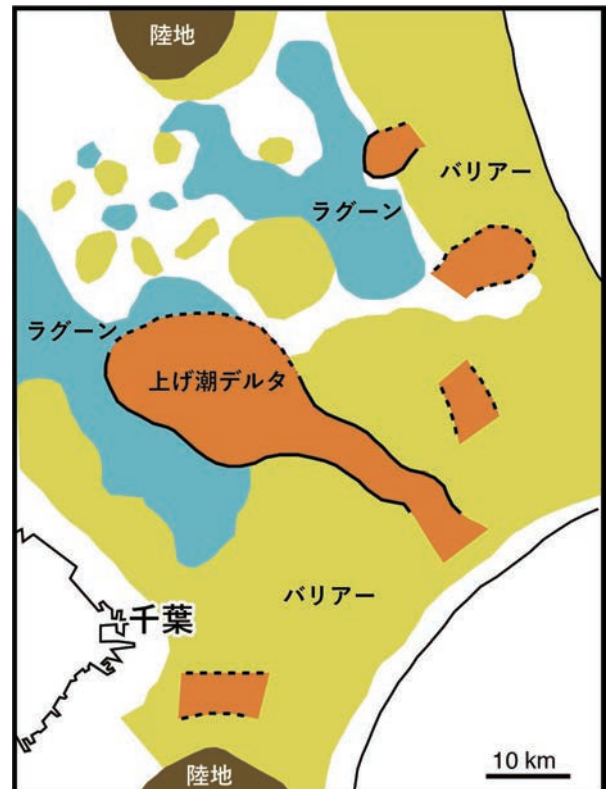 陸地
バリアー
ラグーン
ラグーン
上げ潮デルタ
バリアー
千葉
陸地
10 km